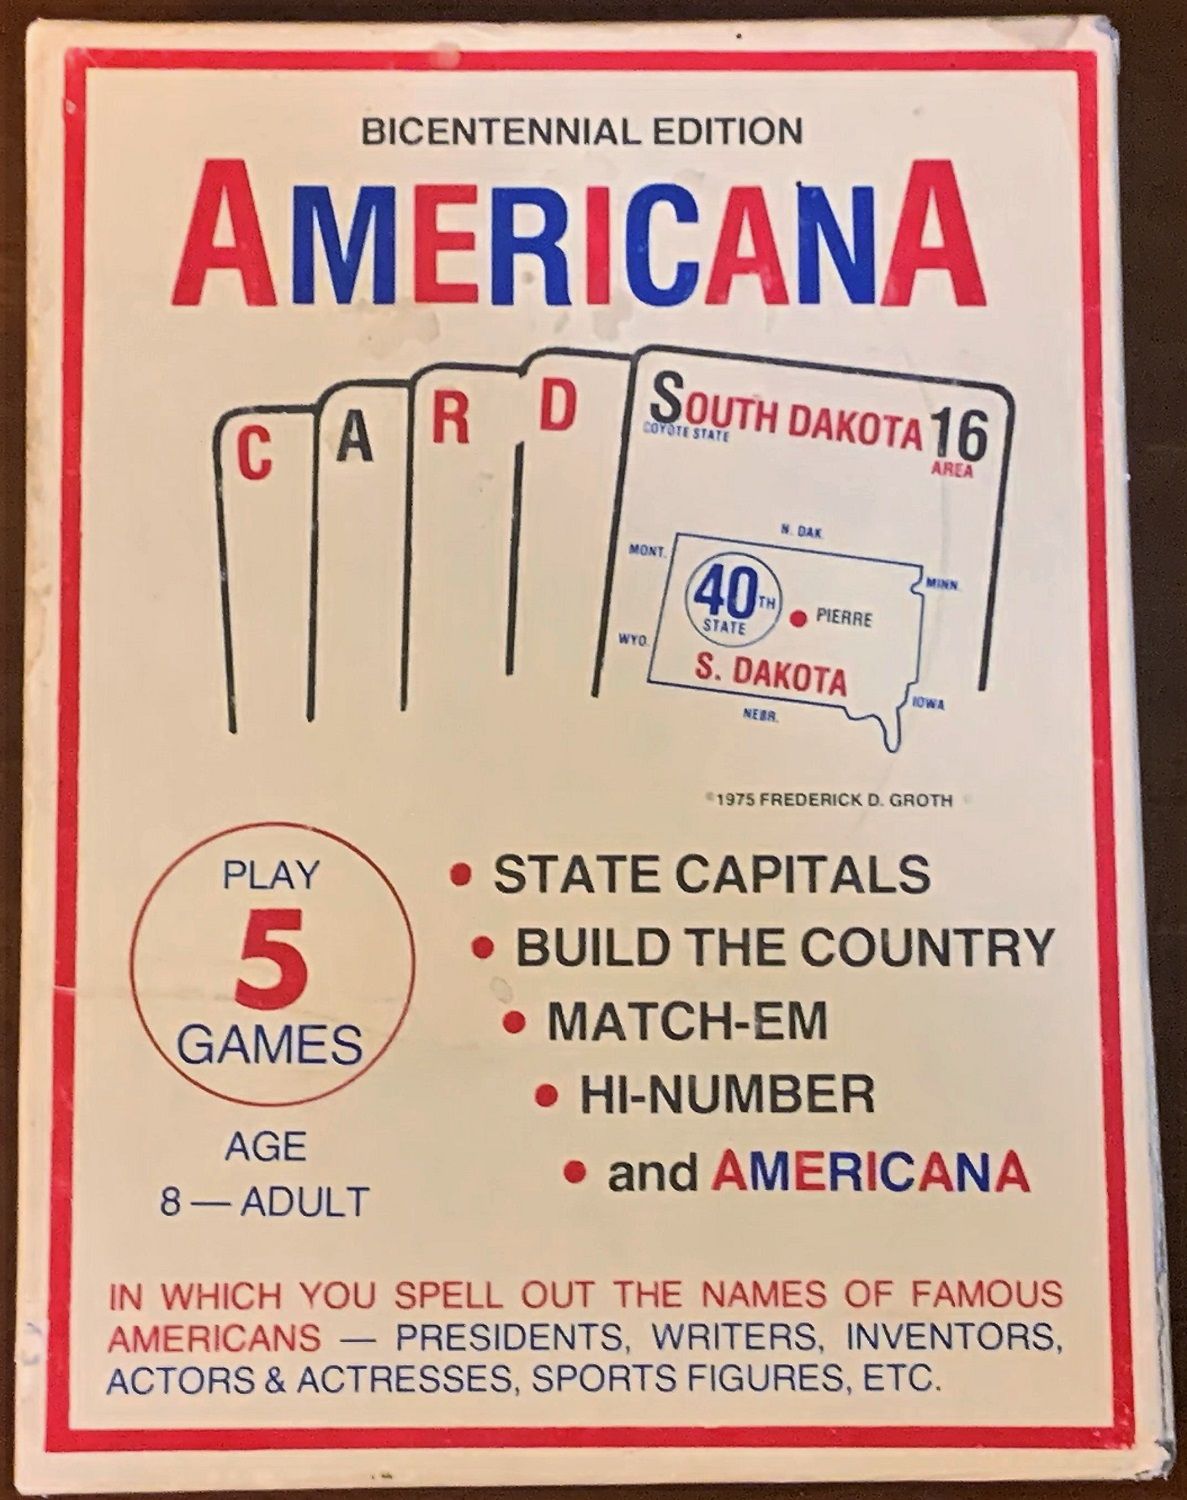 BICENTENNIAL EDITION
AMERICANA
C A R D
SOUTH DAKOTA 16
COYOTE STATE
AREA
N. DAK.
MONT.
MINN.
40TH
STATE
PIERRE
WYO.
S. DAKOTA
IOWA
NEBR.
©1975 FREDERICK D. GROTH
PLAY
5
GAMES
AGE
8 — ADULT
• STATE CAPITALS
• BUILD THE COUNTRY
• MATCH-EM
• HI-NUMBER
• and AMERICANA
IN WHICH YOU SPELL OUT THE NAMES OF FAMOUS
AMERICANS — PRESIDENTS, WRITERS, INVENTORS,
ACTORS & ACTRESSES, SPORTS FIGURES, ETC.